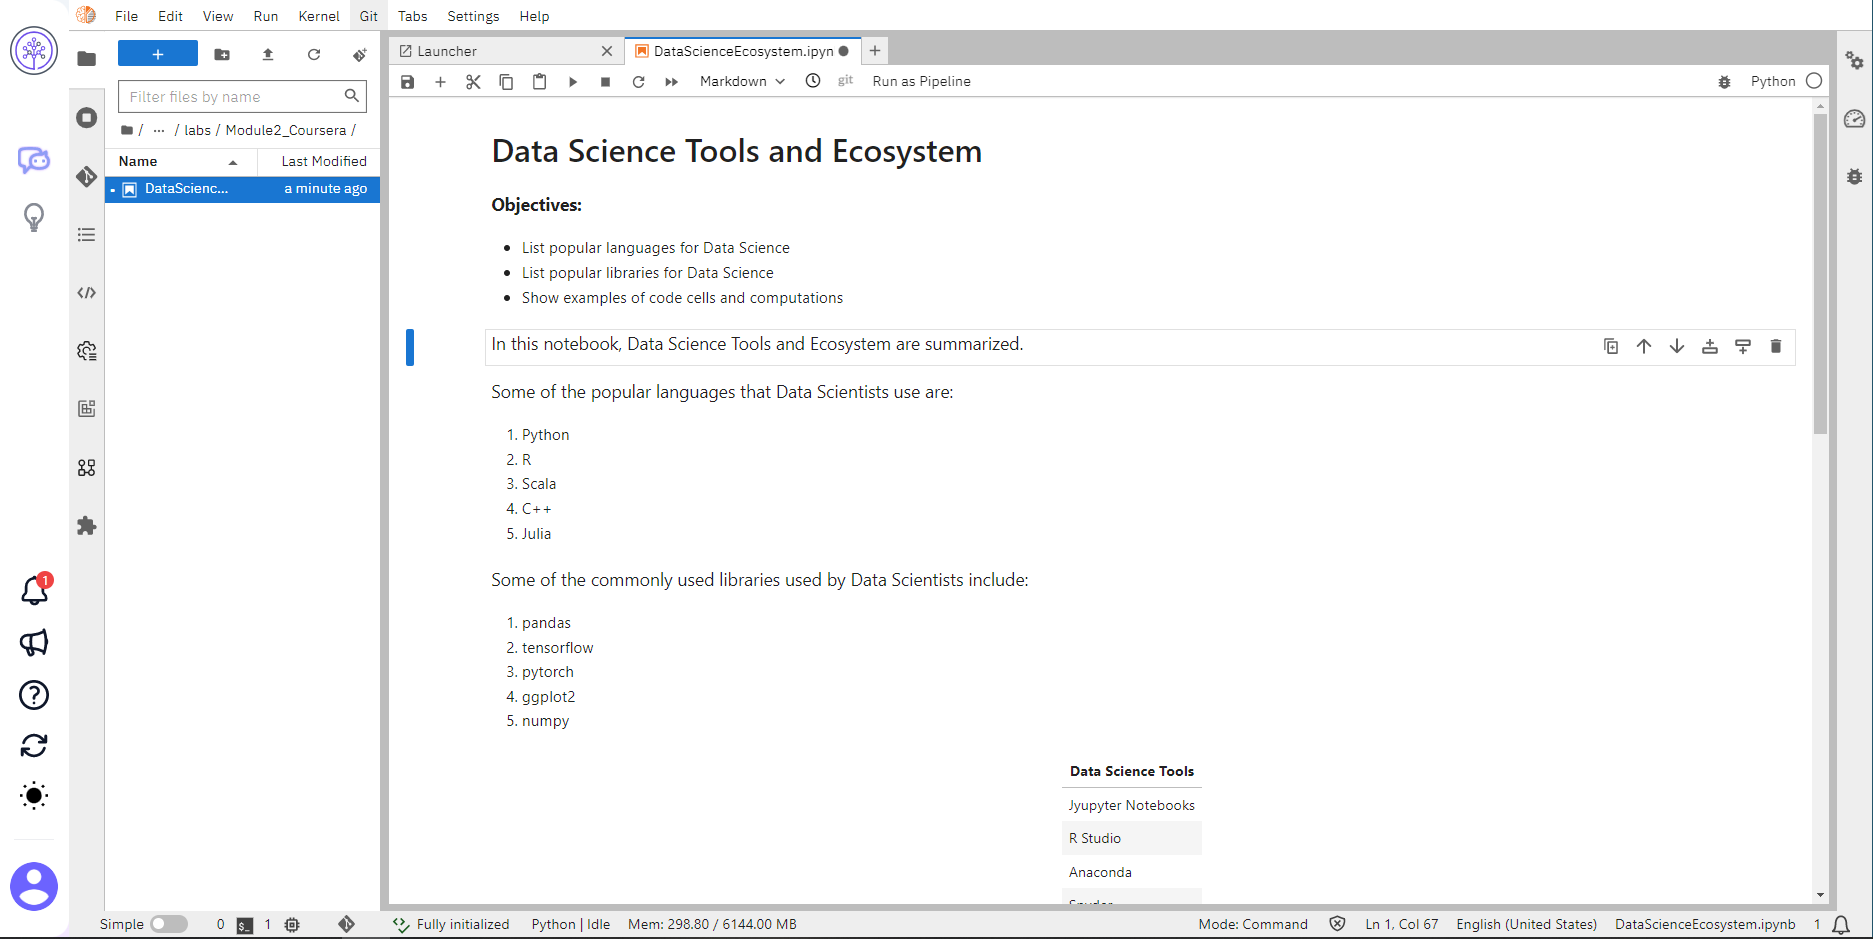 File Edit View Run Kernel Git Tabs Settings Help
+
Filter files by name
/ ... / labs / Module2_Coursera /
Name Last Modified
DataScienc... a minute ago
Launcher
DataScienceEcosystem.ipyn
Markdown git Run as Pipeline Python
Data Science Tools and Ecosystem
Objectives:
• List popular languages for Data Science
• List popular libraries for Data Science
• Show examples of code cells and computations
In this notebook, Data Science Tools and Ecosystem are summarized.
Some of the popular languages that Data Scientists use are:
1. Python
2. R
3. Scala
4. C++
5. Julia
Some of the commonly used libraries used by Data Scientists include:
1. pandas
2. tensorflow
3. pytorch
4. ggplot2
5. numpy
Data Science Tools
Jyupyter Notebooks
R Studio
Anaconda
Spyder
1
Simple 0 $_ 1 Fully initialized Python | Idle Mem: 298.80 / 6144.00 MB Mode: Command Ln 1, Col 67 English (United States) DataScienceEcosystem.ipynb 1